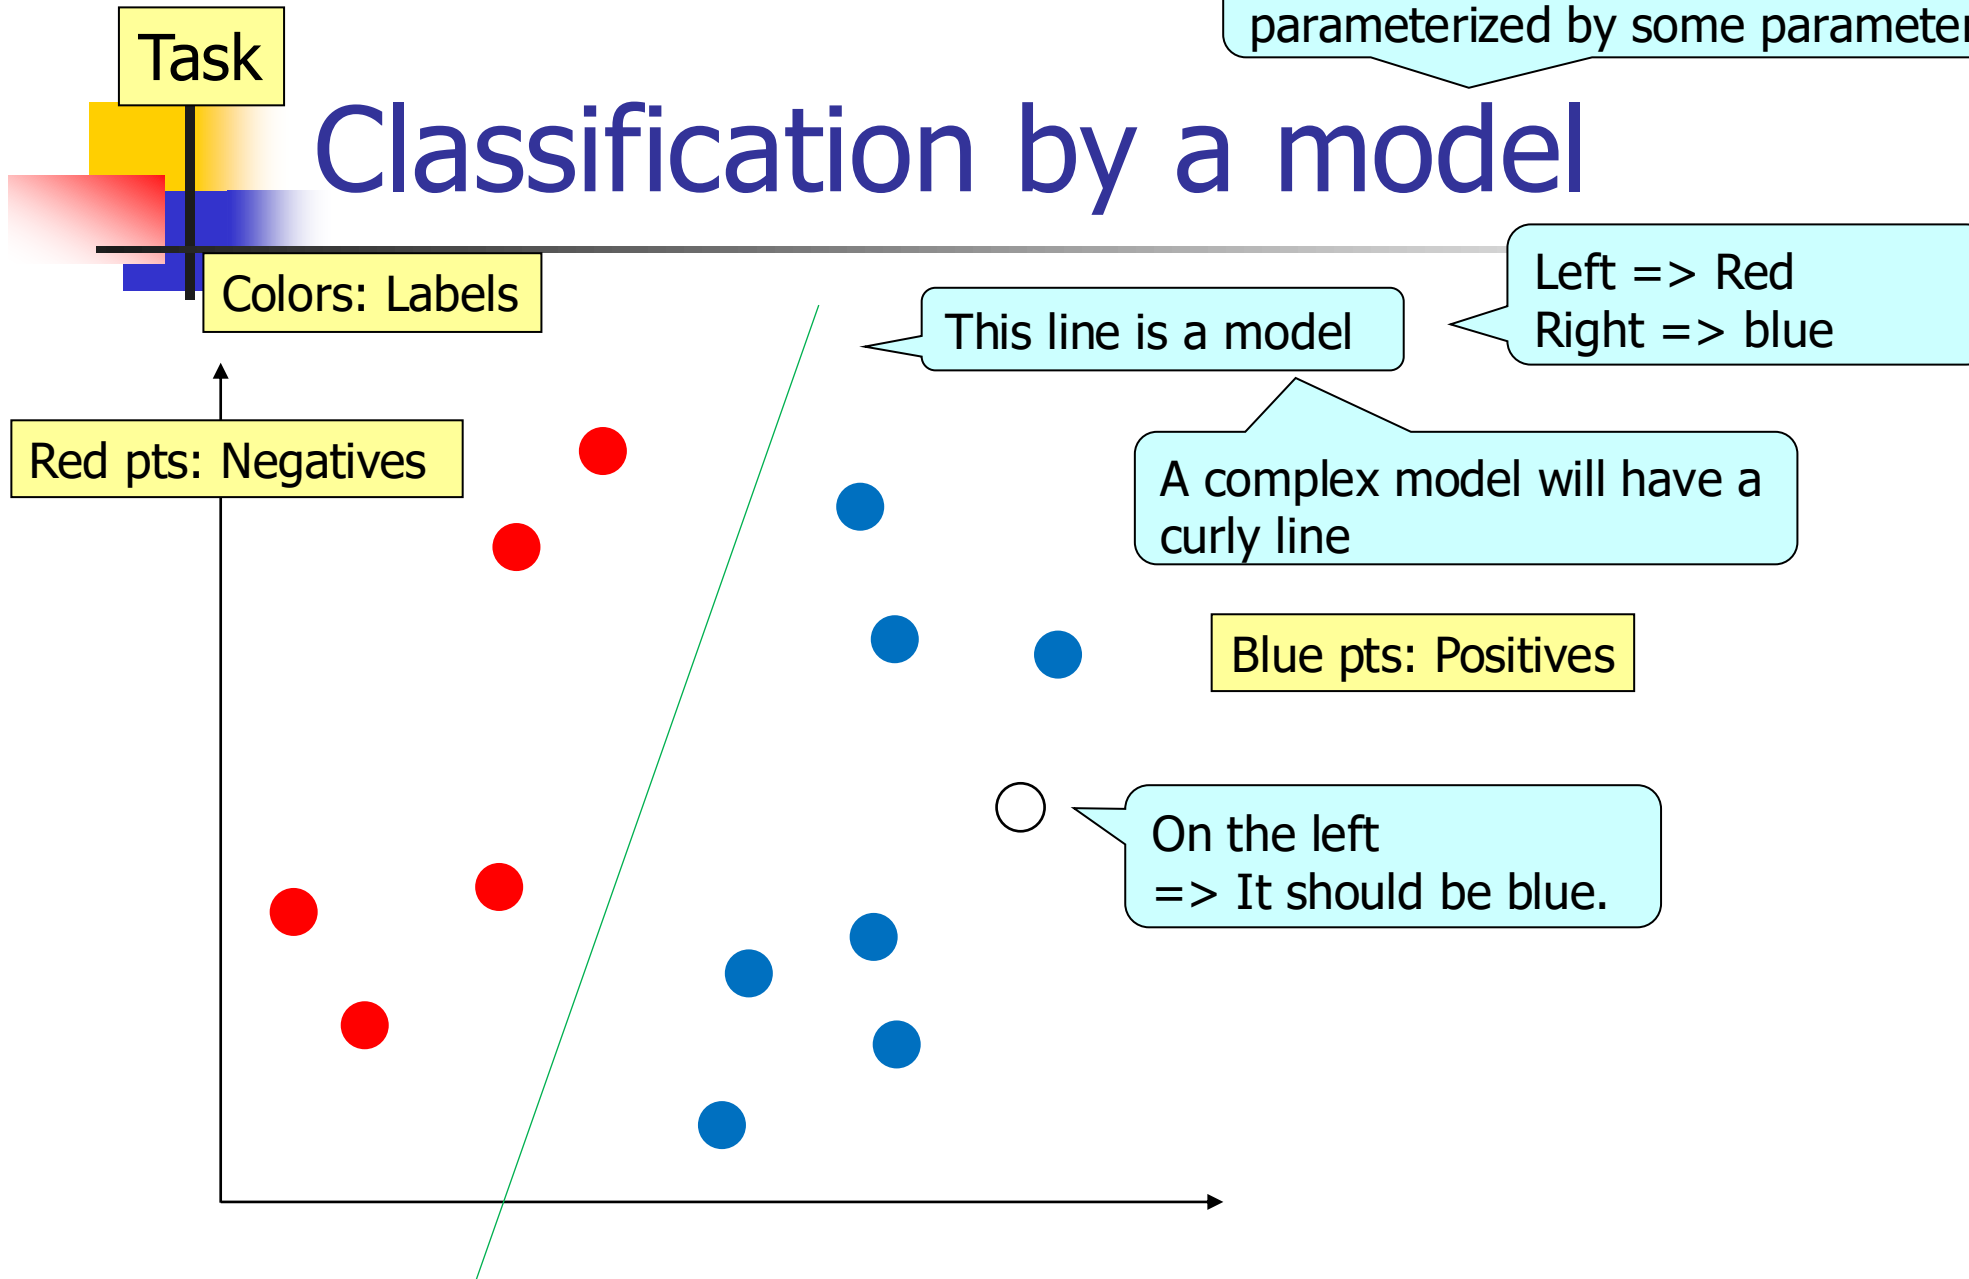 parameterized by some parameter
Task
Classification by a model
Colors: Labels
Left => Red
Right => blue
This line is a model
Red pts: Negatives
A complex model will have a
curly line
Blue pts: Positives
On the left
=> It should be blue.